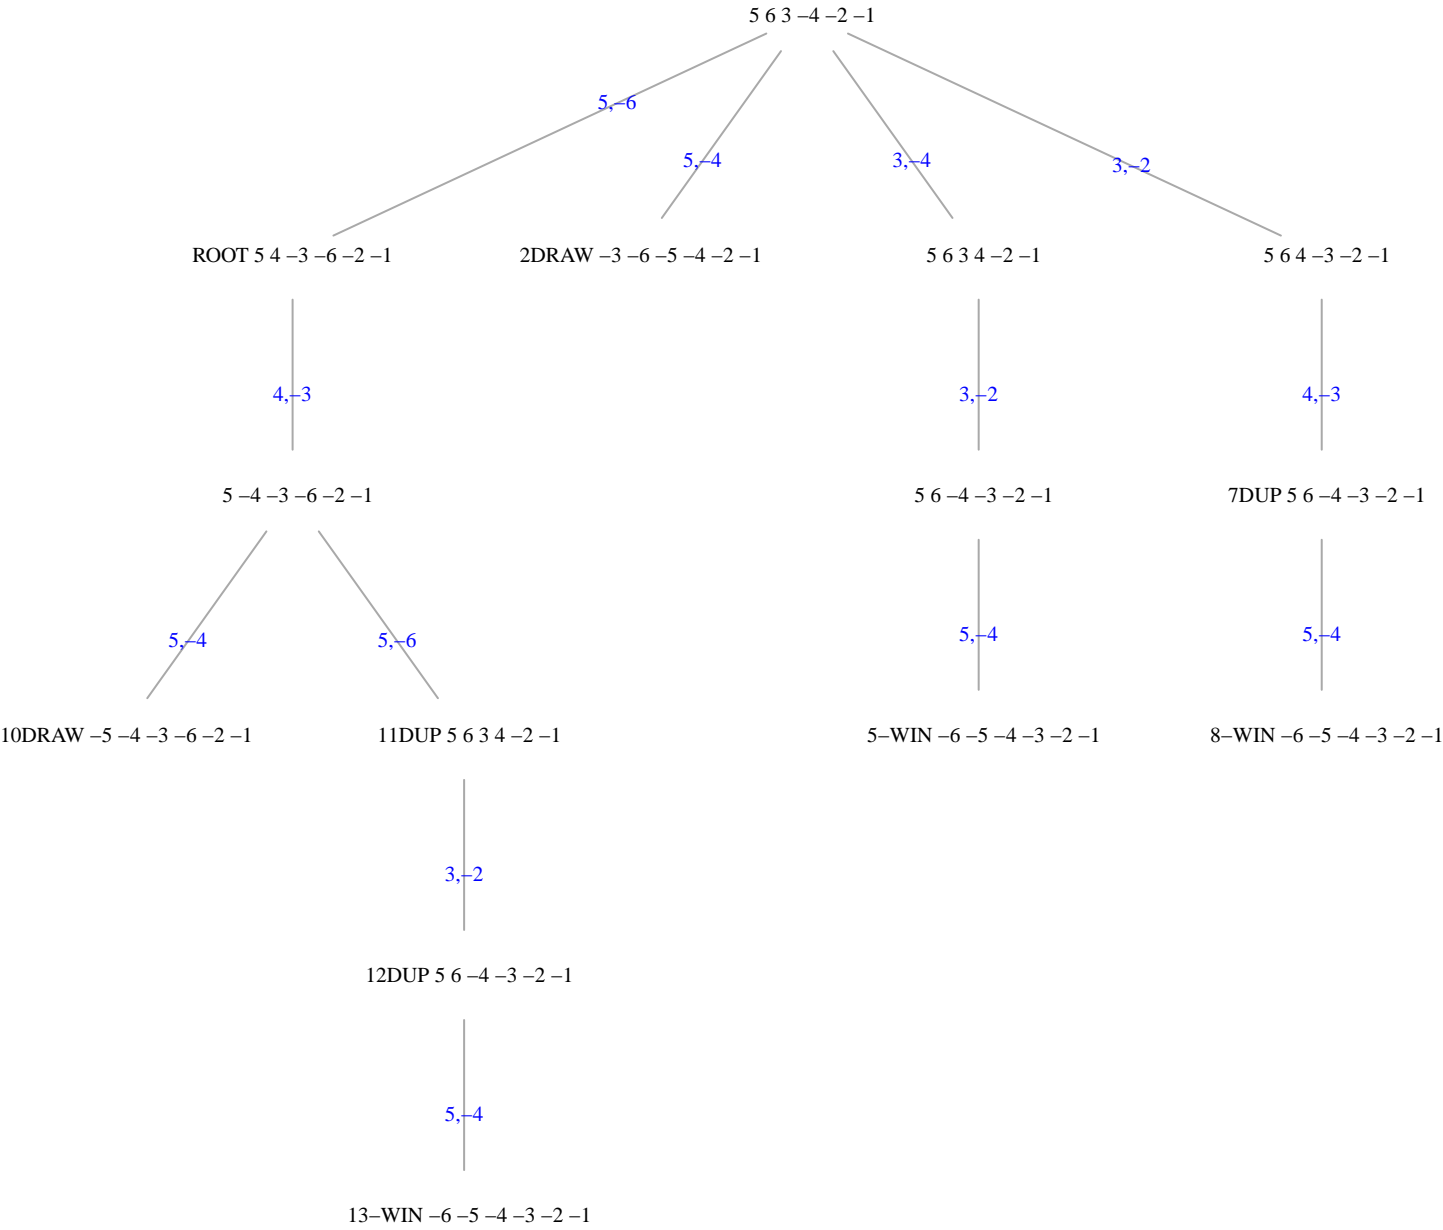 5 6 3 –4 –2 –1
5,–6
5,–4
3,–4
3,–2
ROOT 5 4 –3 –6 –2 –1
2DRAW –3 –6 –5 –4 –2 –1
5 6 3 4 –2 –1
5 6 4 –3 –2 –1
4,–3
3,–2
4,–3
5 –4 –3 –6 –2 –1
5 6 –4 –3 –2 –1
7DUP 5 6 –4 –3 –2 –1
5,–4
5,–6
5,–4
5,–4
10DRAW –5 –4 –3 –6 –2 –1
11DUP 5 6 3 4 –2 –1
5–WIN –6 –5 –4 –3 –2 –1
8–WIN –6 –5 –4 –3 –2 –1
3,–2
12DUP 5 6 –4 –3 –2 –1
5,–4
13–WIN –6 –5 –4 –3 –2 –1